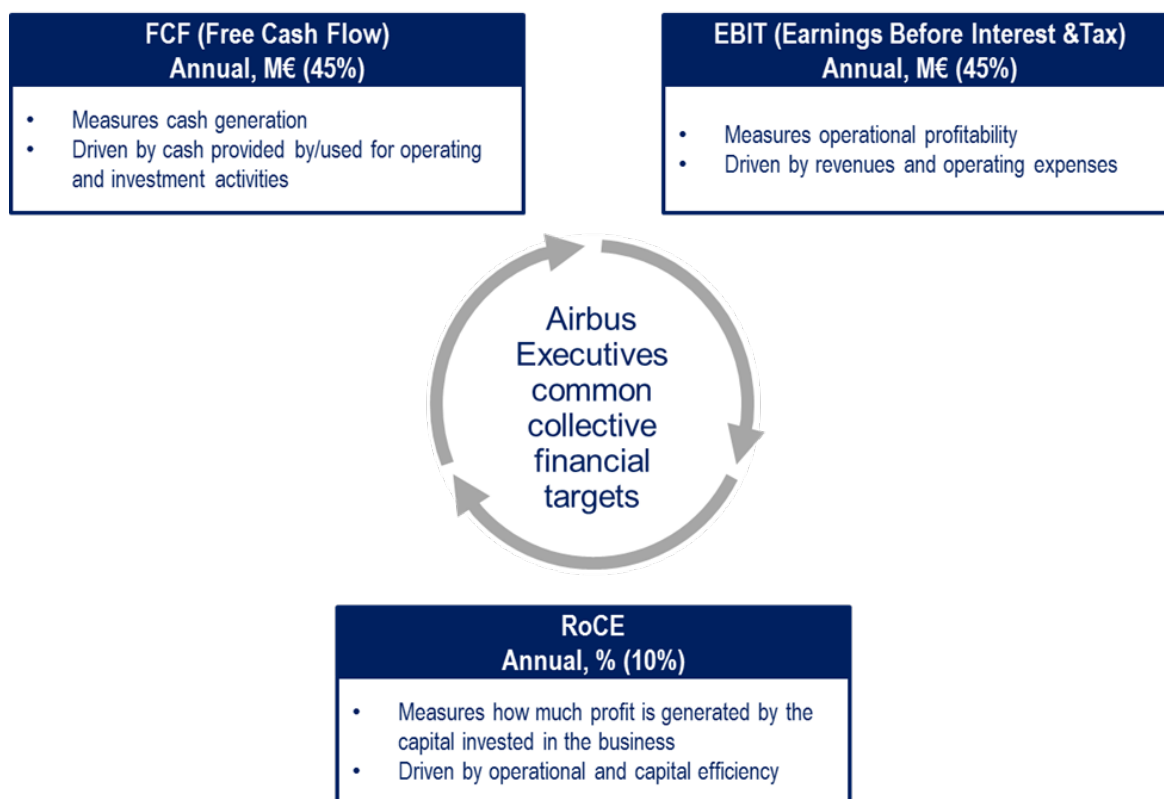 FCF (Free Cash Flow)
Annual, M€ (45%)
• Measures cash generation
• Driven by cash provided by/used for operating
and investment activities
EBIT (Earnings Before Interest &Tax)
Annual, M€ (45%)
• Measures operational profitability
• Driven by revenues and operating expenses
Airbus
Executives
common
collective
financial
targets
RoCE
Annual, % (10%)
• Measures how much profit is generated by the
capital invested in the business
• Driven by operational and capital efficiency